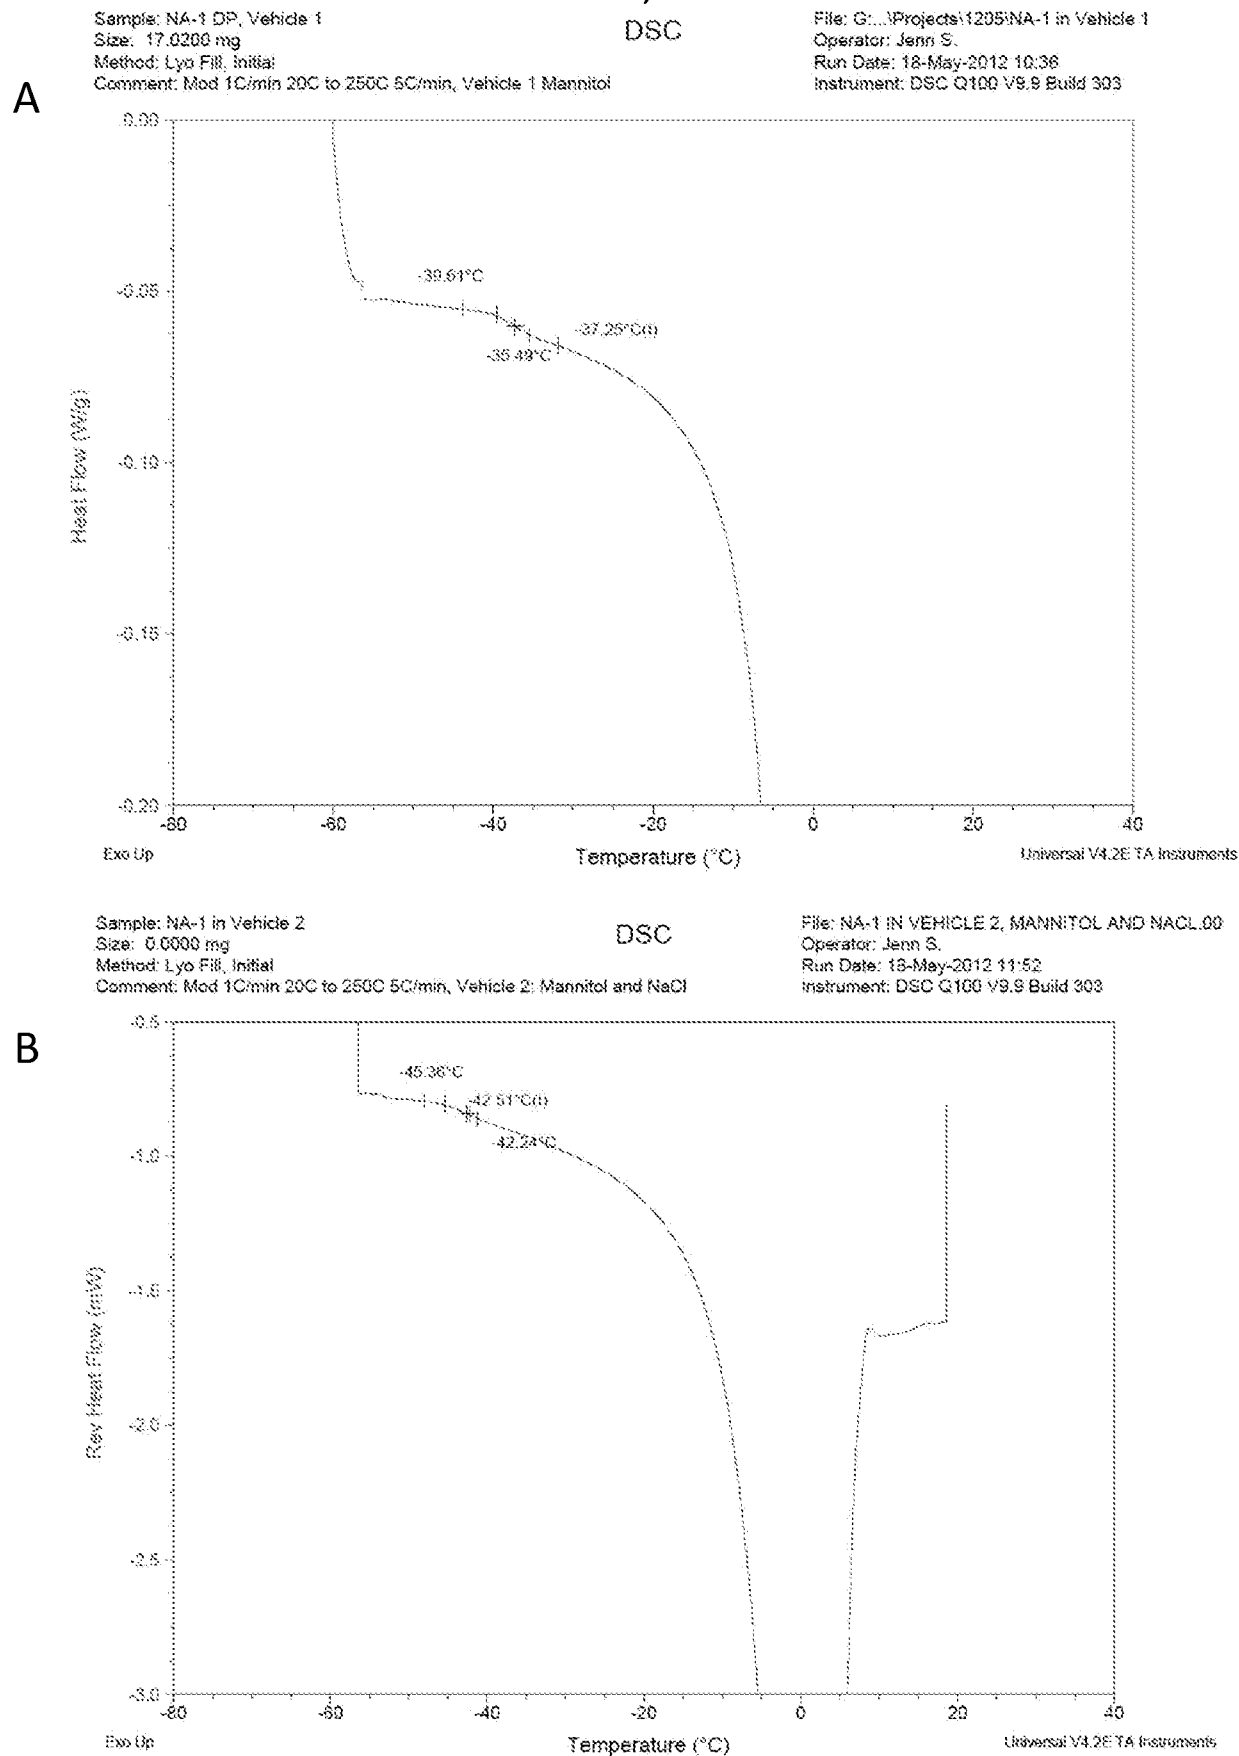 Sample: NA-1 DP, Vehicle 1
Size: 17.0200 mg
Method: Lyo Fill, Initial
Comment: Mod 1C/min 20C to 250C 5C/min, Vehicle 1 Mannitol
DSC
File: G:...\Projects\1205\NA-1 in Vehicle 1
Operator: Jenn S.
Run Date: 18-May-2012 10:36
Instrument: DSC Q100 V9.9 Build 303
A
0.00
-0.05
-0.10
-0.15
-0.20
Heat Flow (W/g)
-39.61°C
-37.25°C(I)
-35.49°C
-80
-60
-40
-20
0
20
40
Exo Up
Temperature (°C)
Universal V4.2E TA Instruments
Sample: NA-1 in Vehicle 2
Size: 0.0000 mg
Method: Lyo Fill, Initial
Comment: Mod 1C/min 20C to 250C 5C/min, Vehicle 2: Mannitol and NaCl
DSC
File: NA-1 IN VEHICLE 2, MANNITOL AND NACL.00
Operator: Jenn S.
Run Date: 18-May-2012 11:52
Instrument: DSC Q100 V9.9 Build 303
B
-0.5
-1.0
-1.5
-2.0
-2.5
-3.0
Rev Heat Flow (mW)
-45.36°C
-42.51°C(I)
-42.24°C
-80
-60
-40
-20
0
20
40
Exo Up
Temperature (°C)
Universal V4.2E TA Instruments